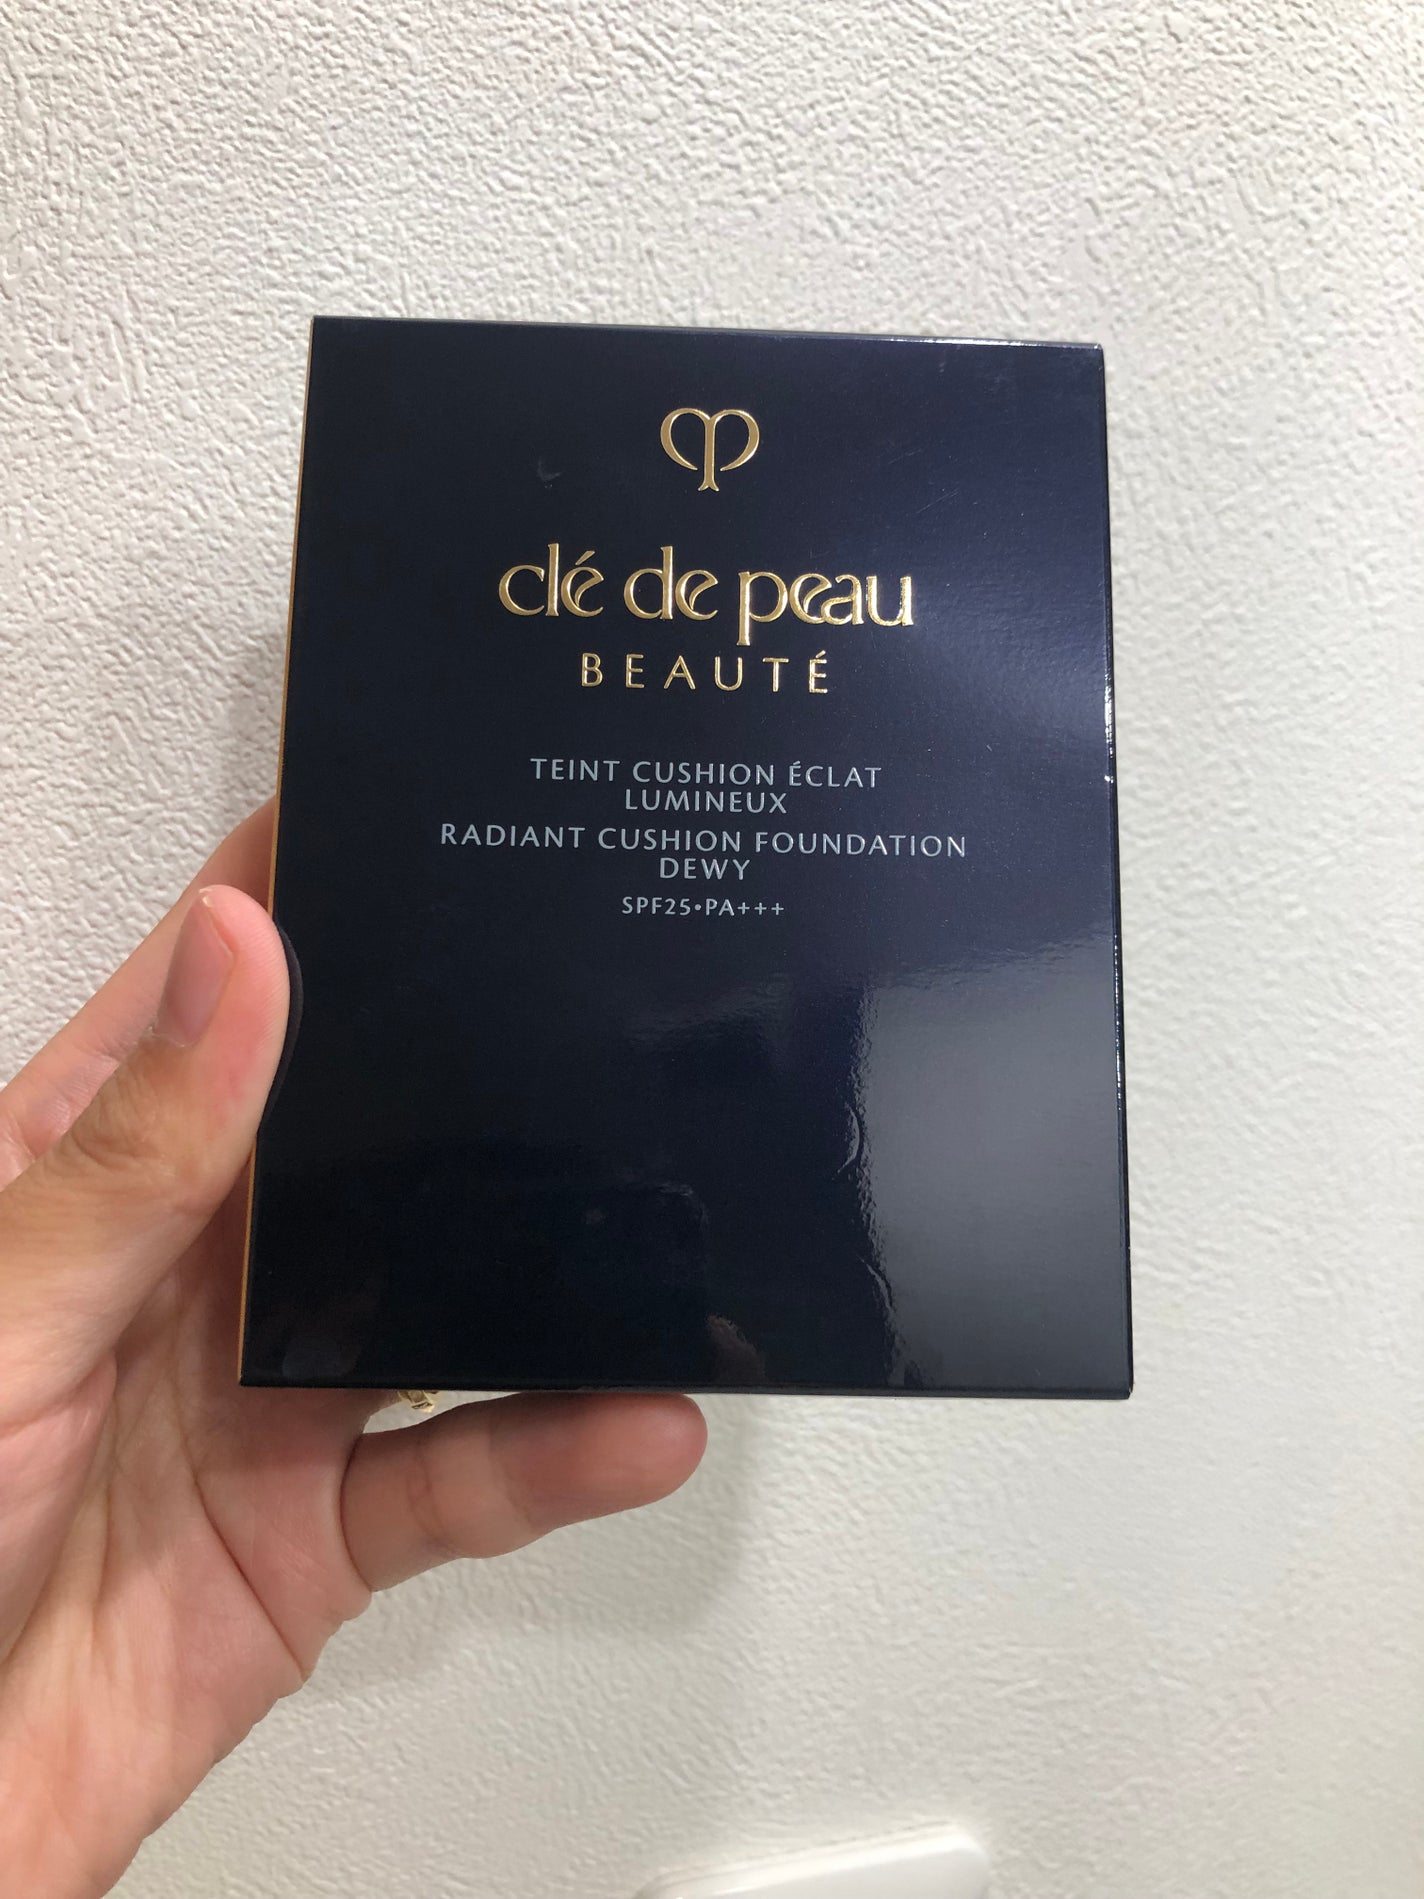 clé de peau
BEAUTÉ
TEINT CUSHION ÉCLAT
LUMINEUX
RADIANT CUSHION FOUNDATION
DEWY
SPF25•PA+++